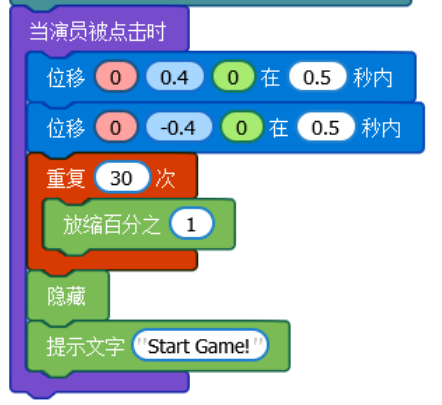 当演员被点击时
位移 0 0.4 0 在 0.5 秒内
位移 0 -0.4 0 在 0.5 秒内
重复 30 次
放缩百分之 1
隐藏
提示文字 "Start Game!"